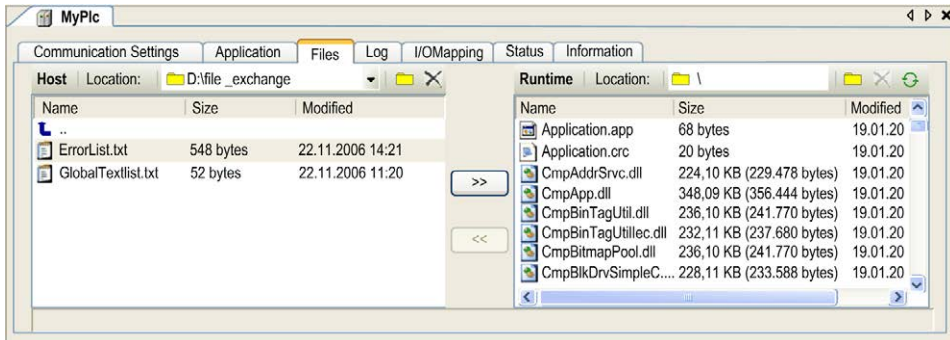 MyPlc
Communication Settings Application Files Log I/OMapping Status Information
Host Location: D:\file _exchange
Name Size Modified
..
ErrorList.txt 548 bytes 22.11.2006 14:21
GlobalTextlist.txt 52 bytes 22.11.2006 11:20
>>
<<
Runtime Location: \
Name Size Modified
Application.app 68 bytes 19.01.20
Application.crc 20 bytes 19.01.20
CmpAddrSrvc.dll 224,10 KB (229.478 bytes) 19.01.20
CmpApp.dll 348,09 KB (356.444 bytes) 19.01.20
CmpBinTagUtil.dll 236,10 KB (241.770 bytes) 19.01.20
CmpBinTagUtilIec.dll 232,11 KB (237.680 bytes) 19.01.20
CmpBitmapPool.dll 236,10 KB (241.770 bytes) 19.01.20
CmpBlkDrvSimpleC.... 228,11 KB (233.588 bytes) 19.01.20